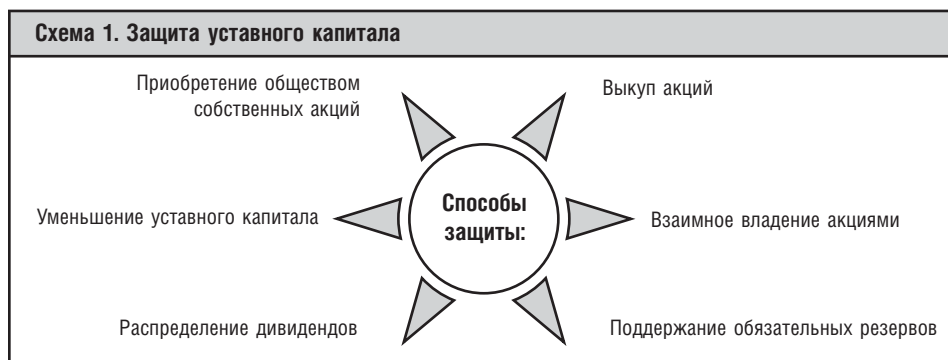 Схема 1. Защита уставного капитала
Приобретение обществом
собственных акций
Выкуп акций
Уменьшение уставного капитала
Способы
защиты:
Взаимное владение акциями
Распределение дивидендов
Поддержание обязательных резервов